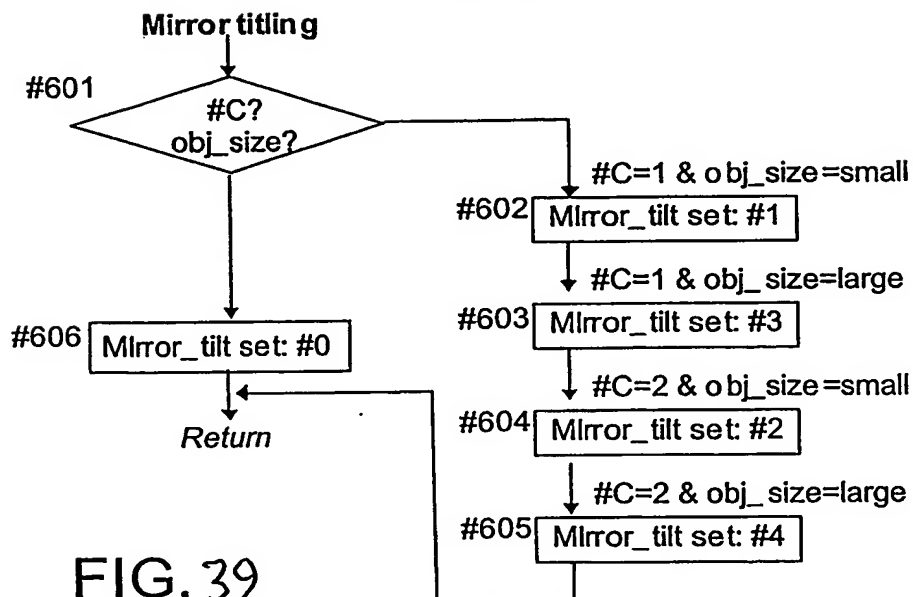 Mirror titling
#601
#C?
obj_size?
#C=1 & obj_size=small
#602
MIrror_tilt set: #1
#C=1 & obj_size=large
#603
MIrror_tilt set: #3
#606
MIrror_tilt set: #0
#C=2 & obj_size=small
#604
MIrror_tilt set: #2
Return
#C=2 & obj_size=large
#605
MIrror_tilt set: #4
FIG. 39